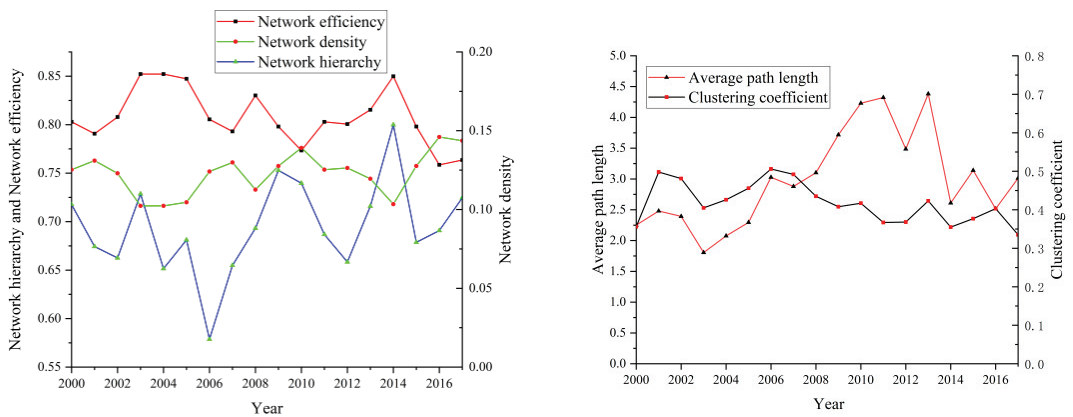 Network efficiency
Network density
Network hierarchy
Network hierarchy and Network efficiency
0.85
0.80
0.75
0.70
0.65
0.60
0.55
0.20
0.15
0.10
0.05
0.00
Network density
2000 2002 2004 2006 2008 2010 2012 2014 2016
Year
Average path length
Clustering coefficient
Average path length
5.0
4.5
4.0
3.5
3.0
2.5
2.0
1.5
1.0
0.5
0.0
0.8
0.7
0.6
0.5
0.4
0.3
0.2
0.1
0.0
Clustering coefficient
2000 2002 2004 2006 2008 2010 2012 2014 2016
Year